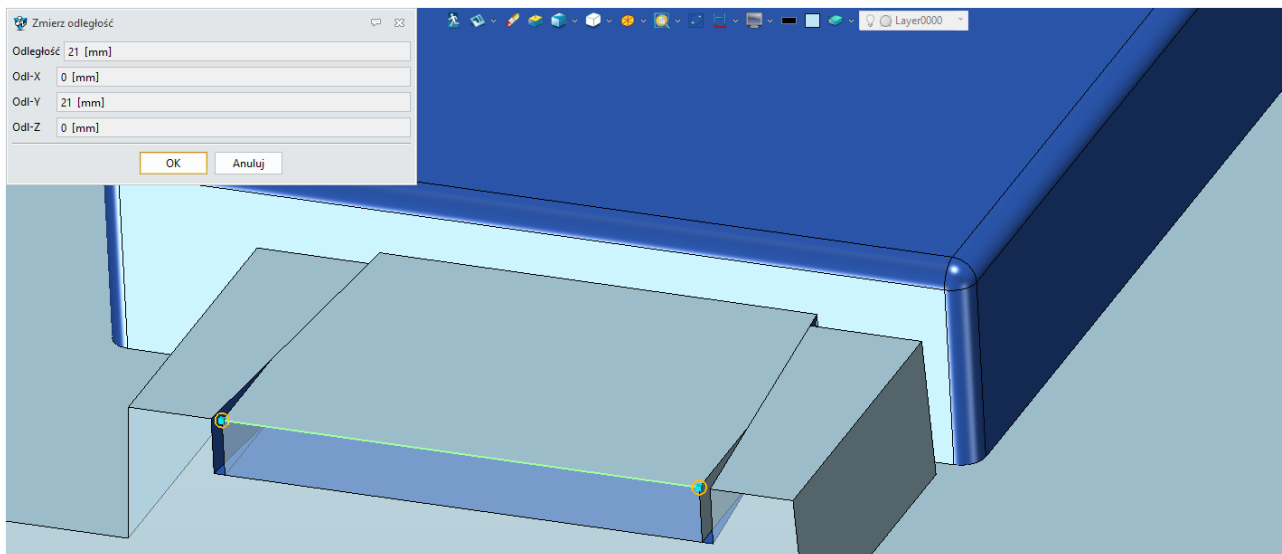 Zmierz odległość
Layer0000
Odległość 21 [mm]
Odl-X 0 [mm]
Odl-Y 21 [mm]
Odl-Z 0 [mm]
OK Anuluj